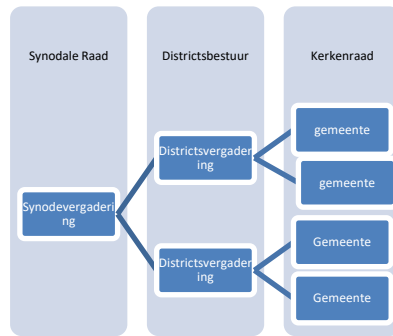 Synodale Raad
Districtsbestuur
Kerkenraad
Synodevergaderi
ng
Districtsvergader
ing
Districtsvergader
ing
gemeente
gemeente
Gemeente
Gemeente